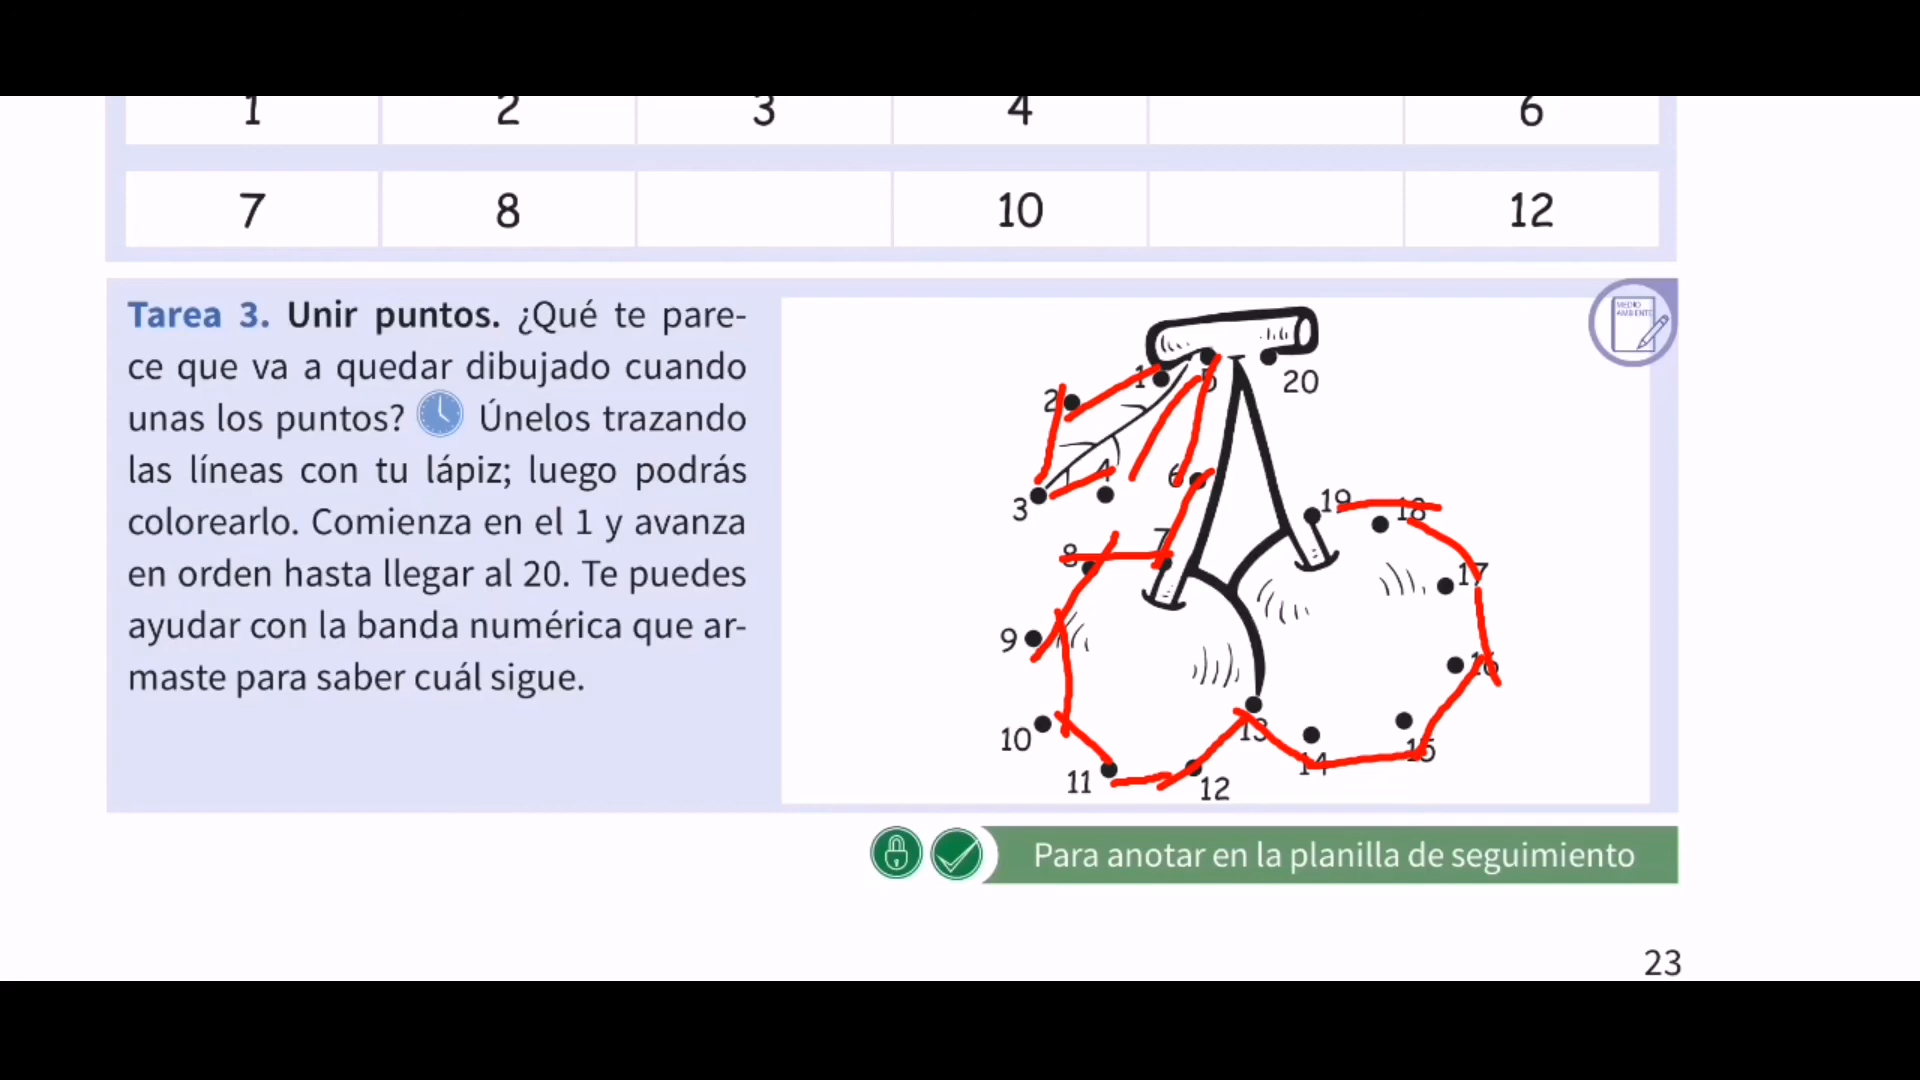 1 2 3 4 6
7 8 10 12
Tarea 3. Unir puntos. ¿Qué te pare-
ce que va a quedar dibujado cuando
unas los puntos? Únelos trazando
las líneas con tu lápiz; luego podrás
colorearlo. Comienza en el 1 y avanza
en orden hasta llegar al 20. Te puedes
ayudar con la banda numérica que ar-
maste para saber cuál sigue.
MEDIO
AMBIENTE
1
5
20
2
4
6
3
19
18
7
8
17
9
16
13
10
14
15
11
12
Para anotar en la planilla de seguimiento
23